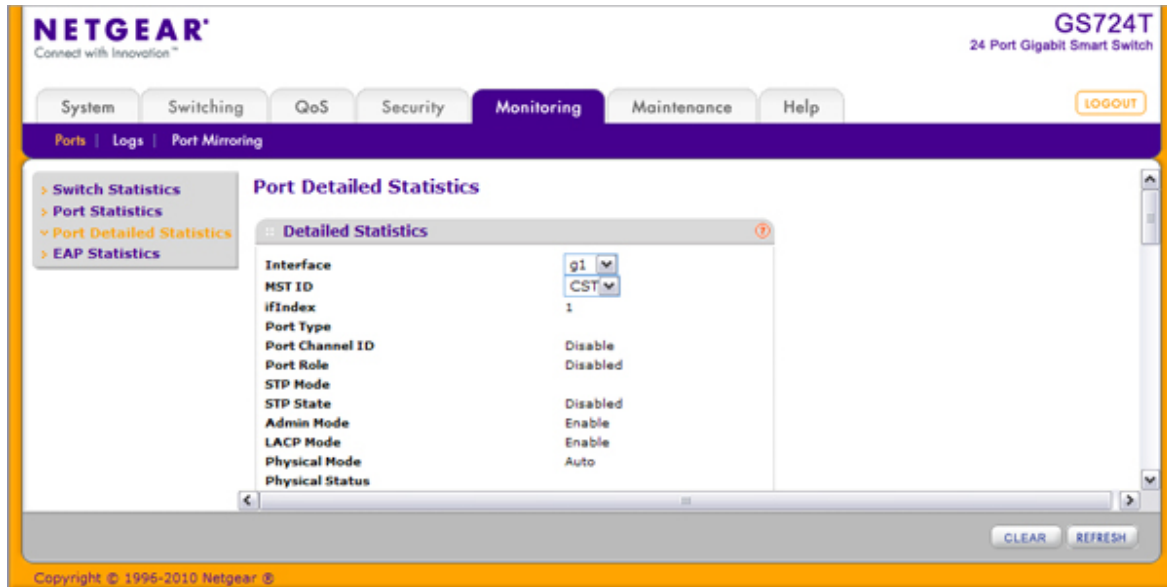 NETGEAR®
Connect with Innovation™
GS724T
24 Port Gigabit Smart Switch
System Switching QoS Security Monitoring Maintenance Help LOGOUT
Ports | Logs | Port Mirroring
Switch Statistics
Port Statistics
Port Detailed Statistics
EAP Statistics
Port Detailed Statistics
Detailed Statistics ?
Interface g1
MST ID CST
ifIndex 1
Port Type
Port Channel ID Disable
Port Role Disabled
STP Mode
STP State Disabled
Admin Mode Enable
LACP Mode Enable
Physical Mode Auto
Physical Status
CLEAR REFRESH
Copyright © 1996-2010 Netgear ®